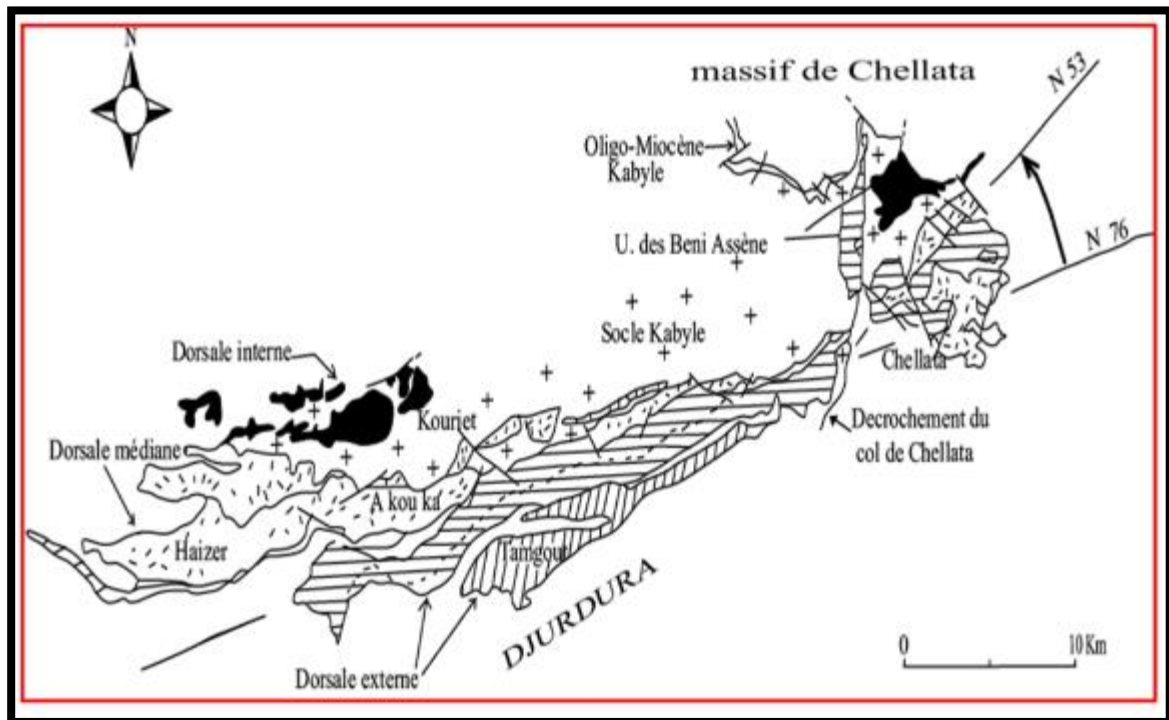 N
massif de Chellata
N 53
Oligo-Miocène
Kabyle
U. des Beni Assène
N 76
Socle Kabyle
Dorsale interne
Chellata
Kouriet
Decrochement du
col de Chellata
Dorsale médiane
A kou ka
Haizer
Tamgout
DJURDURA
0 10 Km
Dorsale externe